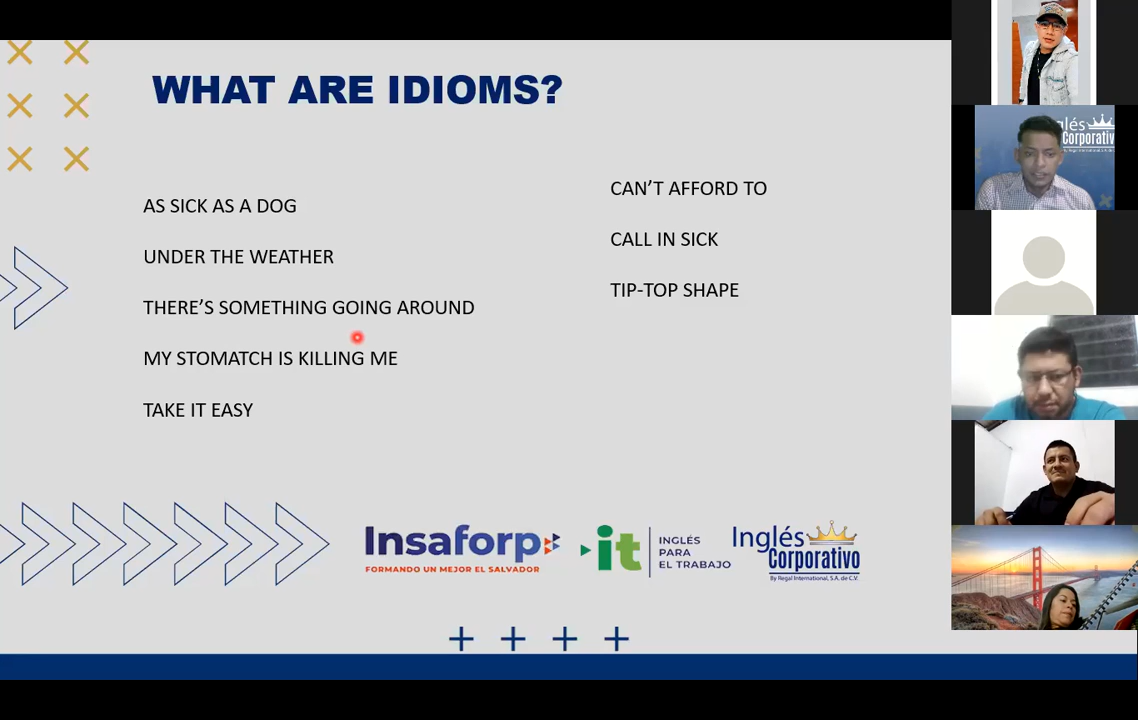 WHAT ARE IDIOMS?
AS SICK AS A DOG
UNDER THE WEATHER
THERE’S SOMETHING GOING AROUND
MY STOMATCH IS KILLING ME
TAKE IT EASY
CAN’T AFFORD TO
CALL IN SICK
TIP-TOP SHAPE
Insaforp
FORMANDO UN MEJOR EL SALVADOR
it
INGLÉS
PARA
EL TRABAJO
Inglés
Corporativo
By Regal International, S.A. de C.V.
glés
Corporativo